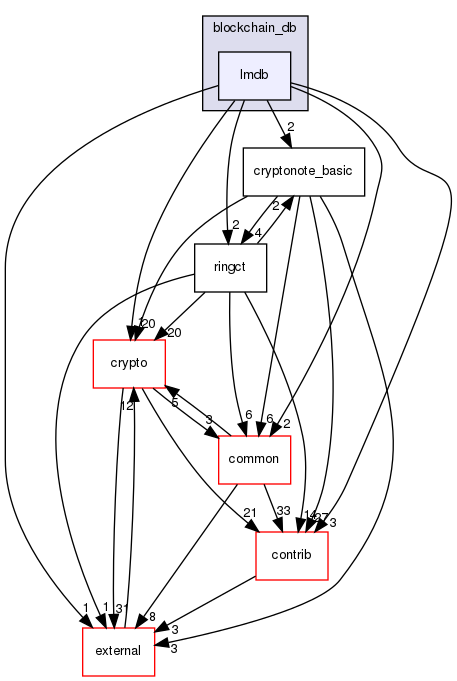 blockchain_db
lmdb
2
cryptonote_basic
2
2
4
ringct
20
20
crypto
12
5
3
6
6
2
common
21
33
14
27
3
contrib
1
1
31
8
3
3
external